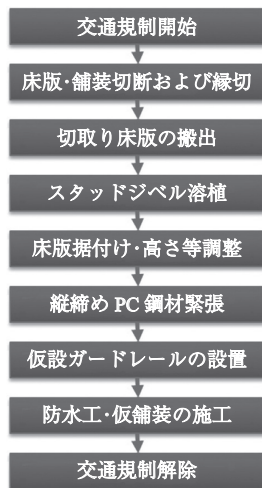 交通規制開始
床版･舗装切断および縁切
切取り床版の搬出
スタッドジベル溶植
床版据付け･高さ等調整
縦締め PC 鋼材緊張
仮設ガードレールの設置
防水工･仮舗装の施工
交通規制解除